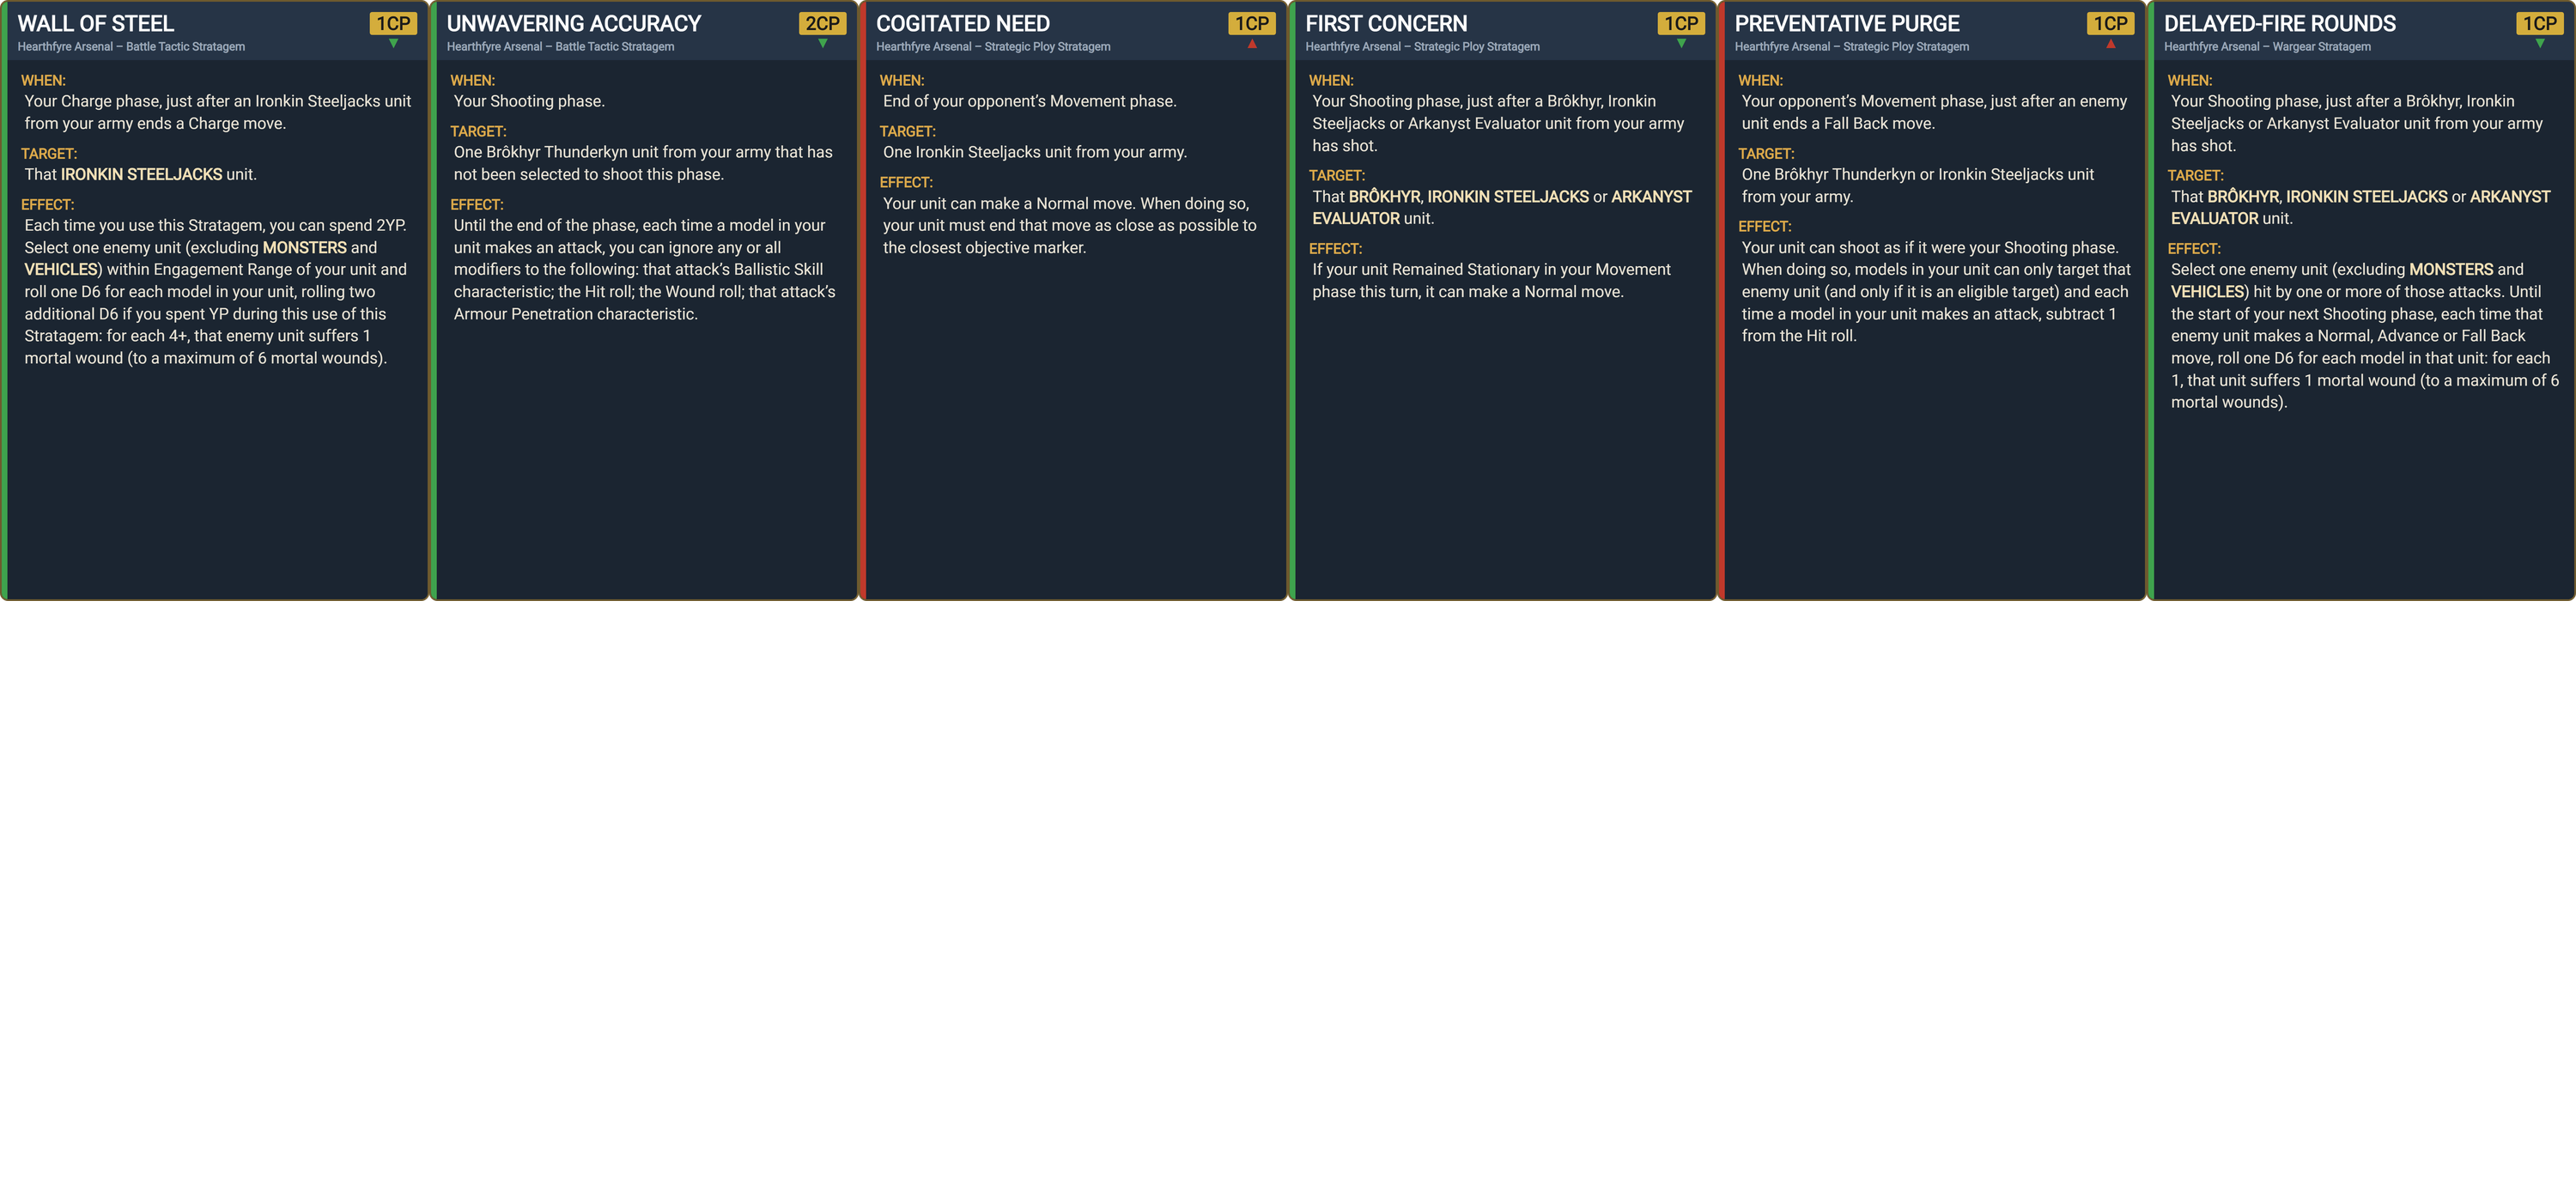 WALL OF STEEL
1CP
Hearthfyre Arsenal – Battle Tactic Stratagem
WHEN:
Your Charge phase, just after an Ironkin Steeljacks unit
from your army ends a Charge move.
TARGET:
That IRONKIN STEELJACKS unit.
EFFECT:
Each time you use this Stratagem, you can spend 2YP.
Select one enemy unit (excluding MONSTERS and
VEHICLES) within Engagement Range of your unit and
roll one D6 for each model in your unit, rolling two
additional D6 if you spent YP during this use of this
Stratagem: for each 4+, that enemy unit suffers 1
mortal wound (to a maximum of 6 mortal wounds).
UNWAVERING ACCURACY
2CP
Hearthfyre Arsenal – Battle Tactic Stratagem
WHEN:
Your Shooting phase.
TARGET:
One Brôkhyr Thunderkyn unit from your army that has
not been selected to shoot this phase.
EFFECT:
Until the end of the phase, each time a model in your
unit makes an attack, you can ignore any or all
modifiers to the following: that attack’s Ballistic Skill
characteristic; the Hit roll; the Wound roll; that attack’s
Armour Penetration characteristic.
COGITATED NEED
1CP
Hearthfyre Arsenal – Strategic Ploy Stratagem
WHEN:
End of your opponent’s Movement phase.
TARGET:
One Ironkin Steeljacks unit from your army.
EFFECT:
Your unit can make a Normal move. When doing so,
your unit must end that move as close as possible to
the closest objective marker.
FIRST CONCERN
1CP
Hearthfyre Arsenal – Strategic Ploy Stratagem
WHEN:
Your Shooting phase, just after a Brôkhyr, Ironkin
Steeljacks or Arkanyst Evaluator unit from your army
has shot.
TARGET:
That BRÔKHYR, IRONKIN STEELJACKS or ARKANYST
EVALUATOR unit.
EFFECT:
If your unit Remained Stationary in your Movement
phase this turn, it can make a Normal move.
PREVENTATIVE PURGE
1CP
Hearthfyre Arsenal – Strategic Ploy Stratagem
WHEN:
Your opponent’s Movement phase, just after an enemy
unit ends a Fall Back move.
TARGET:
One Brôkhyr Thunderkyn or Ironkin Steeljacks unit
from your army.
EFFECT:
Your unit can shoot as if it were your Shooting phase.
When doing so, models in your unit can only target that
enemy unit (and only if it is an eligible target) and each
time a model in your unit makes an attack, subtract 1
from the Hit roll.
DELAYED-FIRE ROUNDS
1CP
Hearthfyre Arsenal – Wargear Stratagem
WHEN:
Your Shooting phase, just after a Brôkhyr, Ironkin
Steeljacks or Arkanyst Evaluator unit from your army
has shot.
TARGET:
That BRÔKHYR, IRONKIN STEELJACKS or ARKANYST
EVALUATOR unit.
EFFECT:
Select one enemy unit (excluding MONSTERS and
VEHICLES) hit by one or more of those attacks. Until
the start of your next Shooting phase, each time that
enemy unit makes a Normal, Advance or Fall Back
move, roll one D6 for each model in that unit: for each
1, that unit suffers 1 mortal wound (to a maximum of 6
mortal wounds).